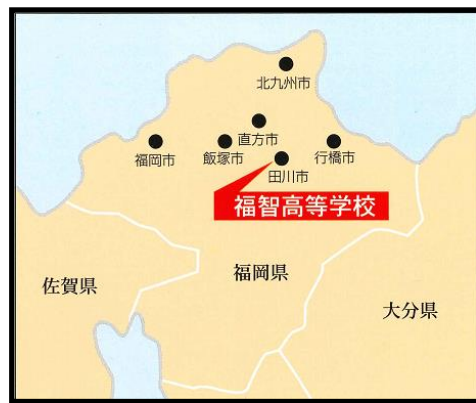 北九州市
直方市
福岡市
飯塚市
行橋市
田川市
福智高等学校
佐賀県
福岡県
大分県